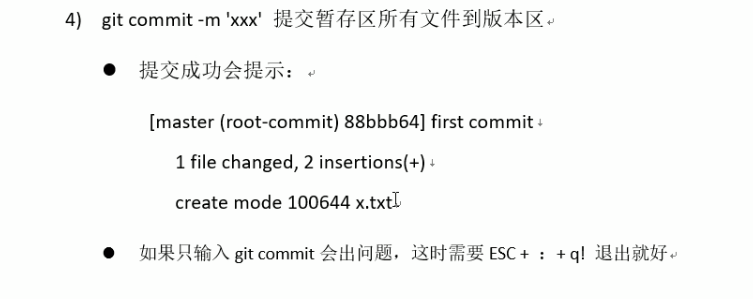 4) git commit -m 'xxx' 提交暂存区所有文件到版本区
● 提交成功会提示：
[master (root-commit) 88bbb64] first commit
1 file changed, 2 insertions(+)
create mode 100644 x.txt
● 如果只输入 git commit 会出问题，这时需要 ESC + ：+ q! 退出就好